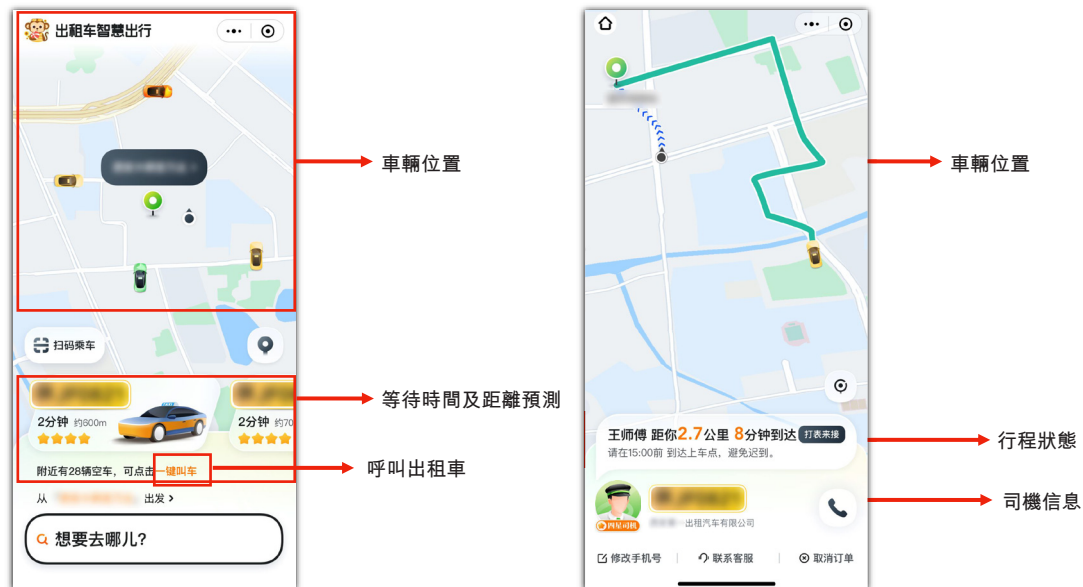 出租车智慧出行
扫码乘车
2分钟 约600m
2分钟 约70
附近有28辆空车，可点击一键叫车
从
出发 >
想要去哪儿?
車輛位置
等待時間及距離預測
呼叫出租車
王师傅 距你2.7公里 8分钟到达 打表来接
请在15:00前 到达上车点，避免迟到。
四星司机
出租汽车有限公司
修改手机号
联系客服
取消订单
車輛位置
行程狀態
司機信息